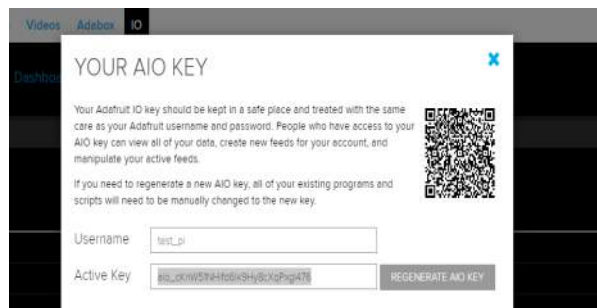 Videos Adabox IO
YOUR AIO KEY
Your Adafruit IO key should be kept in a safe place and treated with the same
care as your Adafruit username and password. People who have access to your
AIO key can view all of your data, create new feeds for your account, and
manipulate your active feeds.
If you need to regenerate a new AIO key, all of your existing programs and
scripts will need to be manually changed to the new key.
Username test_pi
Active Key
REGENERATE AIO KEY